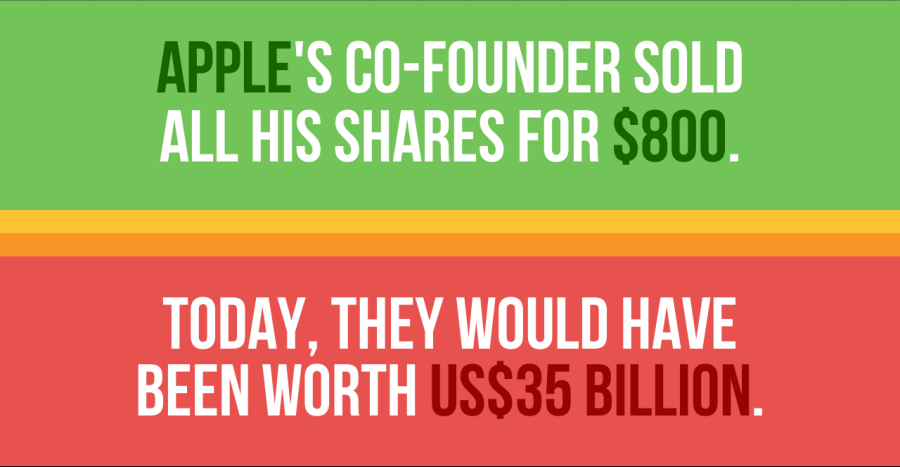 APPLE'S CO-FOUNDER SOLD
ALL HIS SHARES FOR $800.
TODAY, THEY WOULD HAVE
BEEN WORTH US$35 BILLION.